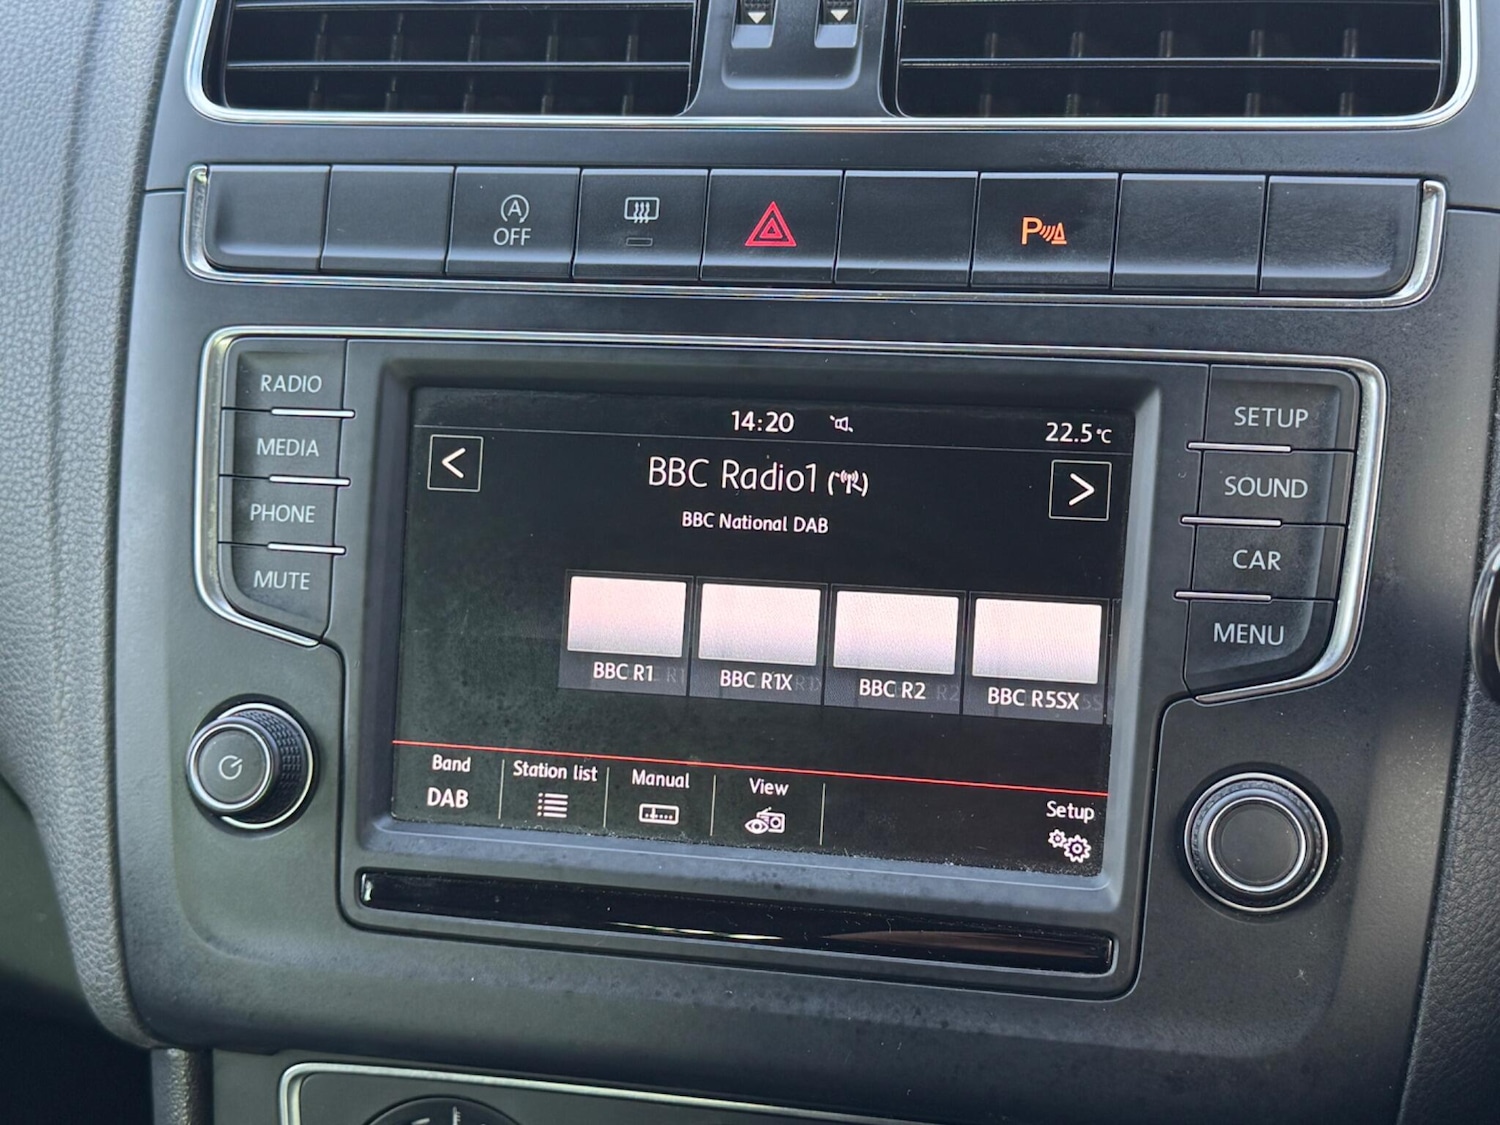 A
OFF
P
RADIO
MEDIA
PHONE
MUTE
14:20
22.5°C
<
BBC Radio1
>
BBC National DAB
BBC R1
BBC R1X
BBC R2
BBC R5SX
Band
DAB
Station list
Manual
View
Setup
SETUP
SOUND
CAR
MENU